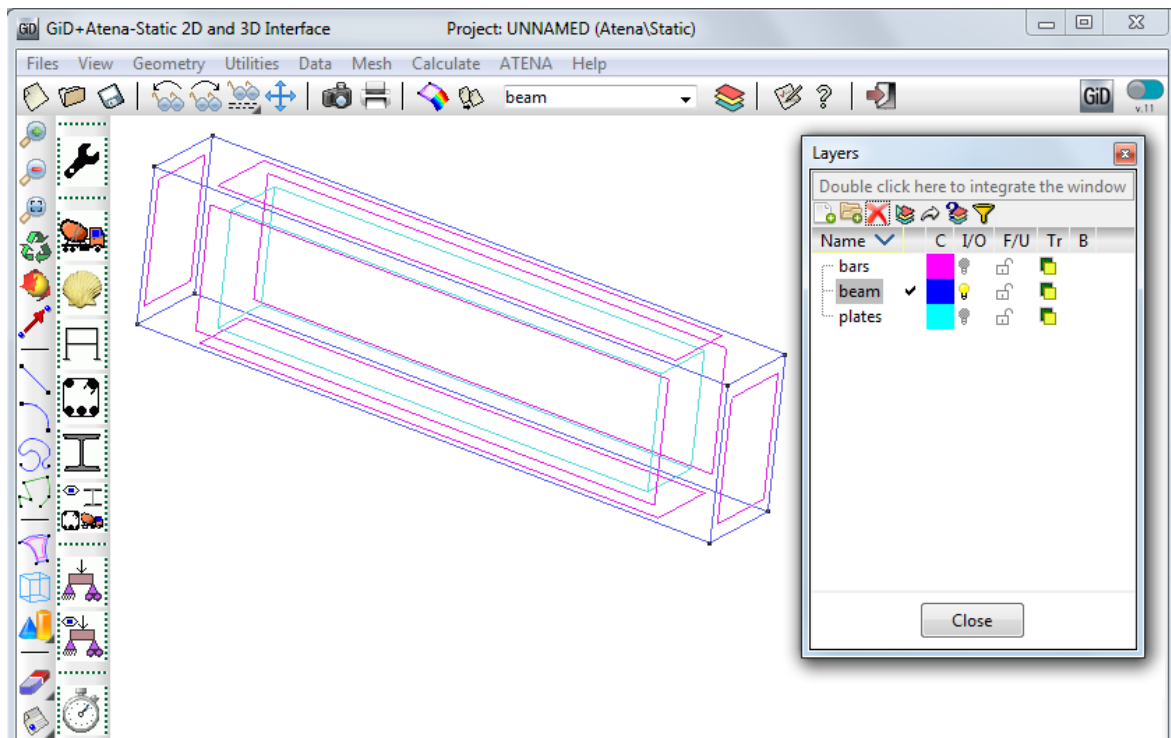 GiD GiD+Atena-Static 2D and 3D Interface Project: UNNAMED (Atena\Static)
Files View Geometry Utilities Data Mesh Calculate ATENA Help
beam GiD
v.11
Layers
Double click here to integrate the window
Name C I/O F/U Tr B
bars
beam
plates
Close